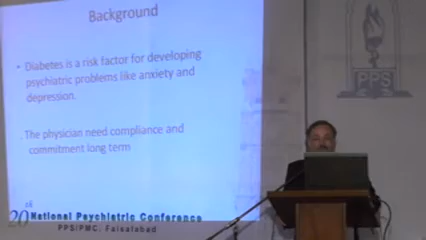 Background
• Diabetes is a risk factor for developing
psychiatric problems like anxiety and
depression.
. The physician need compliance and
commitment long term
20 National Psychiatric Conference
PPS/PMC, Faisalabad
PPS